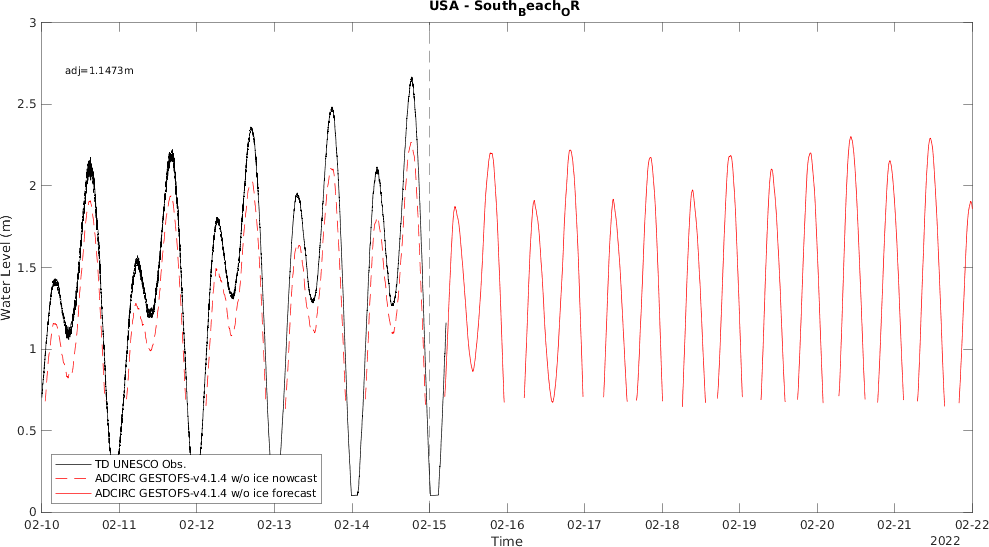 USA - SouthBeachOR
adj=1.1473m
3
2.5
2
1.5
1
0.5
0
Water Level (m)
TD UNESCO Obs.
ADCIRC GESTOFS-v4.1.4 w/o ice nowcast
ADCIRC GESTOFS-v4.1.4 w/o ice forecast
02-10 02-11 02-12 02-13 02-14 02-15 02-16 02-17 02-18 02-19 02-20 02-21 02-22
Time
2022